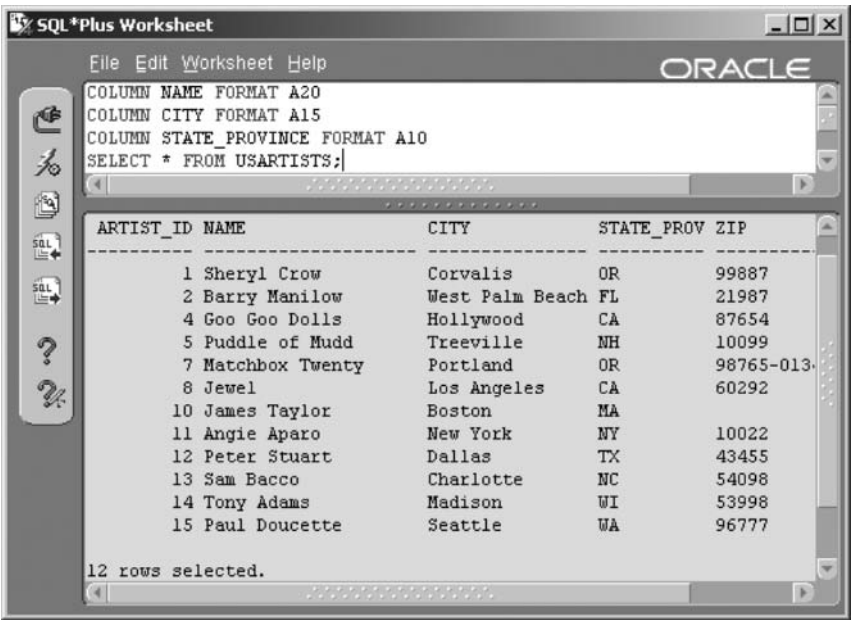 SQL*Plus Worksheet
File Edit Worksheet Help
ORACLE
COLUMN NAME FORMAT A20
COLUMN CITY FORMAT A15
COLUMN STATE_PROVINCE FORMAT A10
SELECT * FROM USARTISTS;
ARTIST_ID NAME CITY STATE_PROV ZIP
---------- -------------------- --------------- ---------- ----------
1 Sheryl Crow Corvalis OR 99887
2 Barry Manilow West Palm Beach FL 21987
4 Goo Goo Dolls Hollywood CA 87654
5 Puddle of Mudd Treeville NH 10099
7 Matchbox Twenty Portland OR 98765-013
8 Jewel Los Angeles CA 60292
10 James Taylor Boston MA
11 Angie Aparo New York NY 10022
12 Peter Stuart Dallas TX 43455
13 Sam Bacco Charlotte NC 54098
14 Tony Adams Madison WI 53998
15 Paul Doucette Seattle WA 96777
12 rows selected.